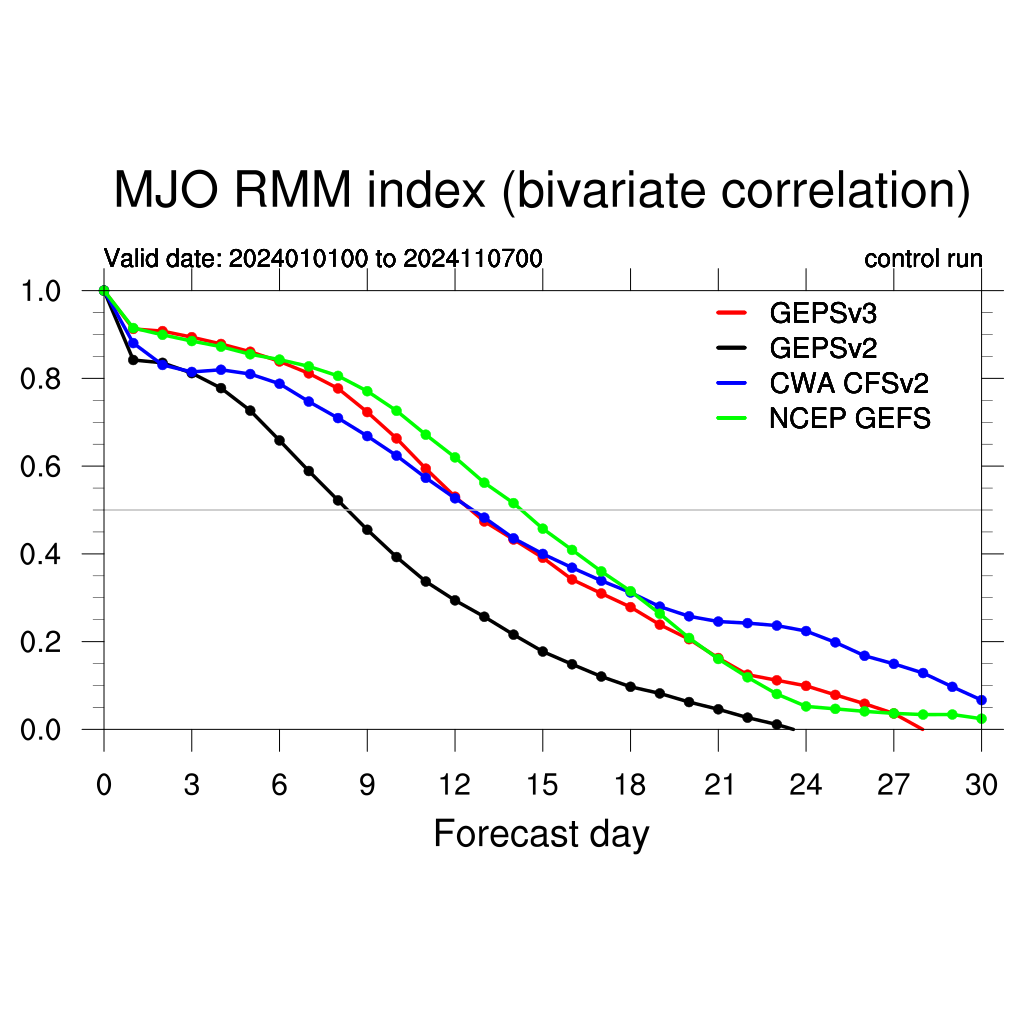 MJO RMM index (bivariate correlation)
Valid date: 2024010100 to 2024110700 control run
1.0
0.8
0.6
0.4
0.2
0.0
GEPSv3
GEPSv2
CWA CFSv2
NCEP GEFS
0 3 6 9 12 15 18 21 24 27 30
Forecast day